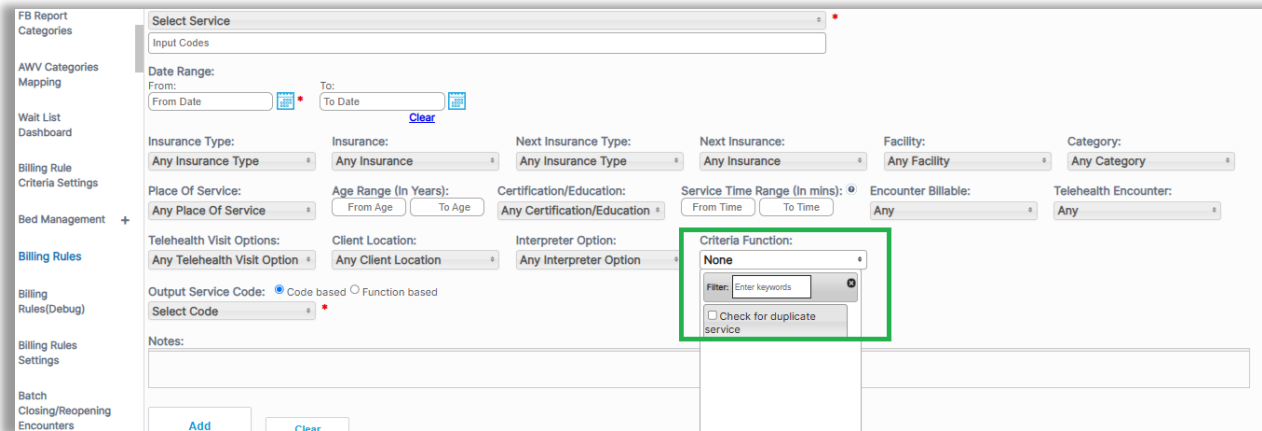 FB Report
Categories
AWV Categories
Mapping
Wait List
Dashboard
Billing Rule
Criteria Settings
Bed Management +
Billing Rules
Billing
Rules(Debug)
Billing Rules
Settings
Batch
Closing/Reopening
Encounters
Select Service *
Input Codes
Date Range:
From: To:
From Date * To Date
Clear
Insurance Type: Insurance: Next Insurance Type: Next Insurance: Facility: Category:
Any Insurance Type Any Insurance Any Insurance Type Any Insurance Any Facility Any Category
Place Of Service: Age Range (In Years): Certification/Education: Service Time Range (In mins): Encounter Billable: Telehealth Encounter:
Any Place Of Service From Age To Age Any Certification/Education From Time To Time Any Any
Telehealth Visit Options: Client Location: Interpreter Option: Criteria Function:
Any Telehealth Visit Option Any Client Location Any Interpreter Option None
Filter: Enter keywords
Output Service Code: Code based Function based
Select Code *
Check for duplicate
service
Notes:
Add Clear